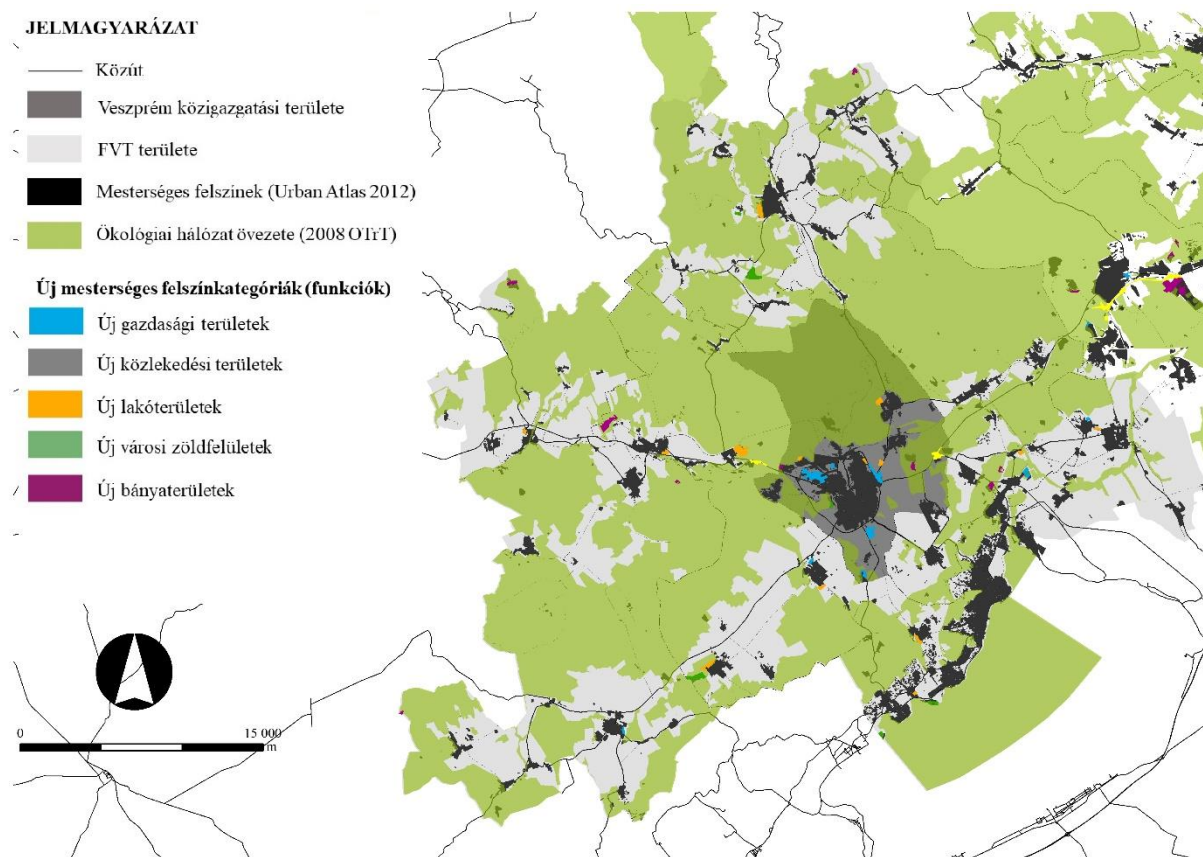 JELMAGYARÁZAT
Közút
Veszprém közigazgatási területe
FVT területe
Mesterséges felszínek (Urban Atlas 2012)
Ökológiai hálózat övezete (2008 OTrT)
Új mesterséges felszínkategóriák (funkciók)
Új gazdasági területek
Új közlekedési területek
Új lakóterületek
Új városi zöldfelületek
Új bányaterületek
0 15 000
m